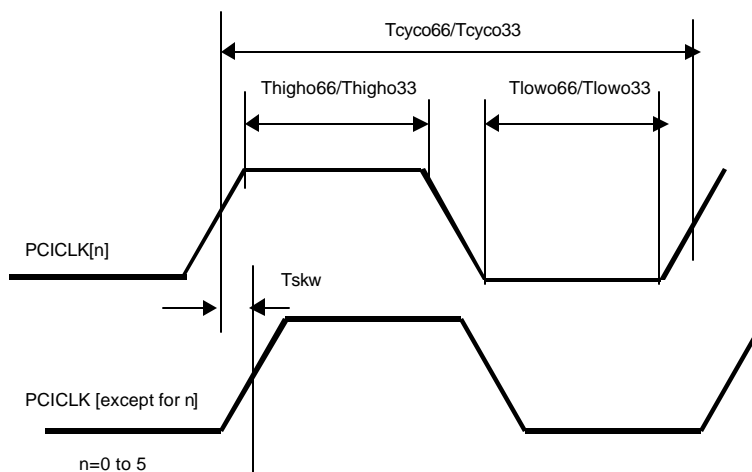 Tcyco66/Tcyco33
Thigho66/Thigho33
Tlowo66/Tlowo33
PCICLK[n]
Tskw
PCICLK [except for n]
n=0 to 5